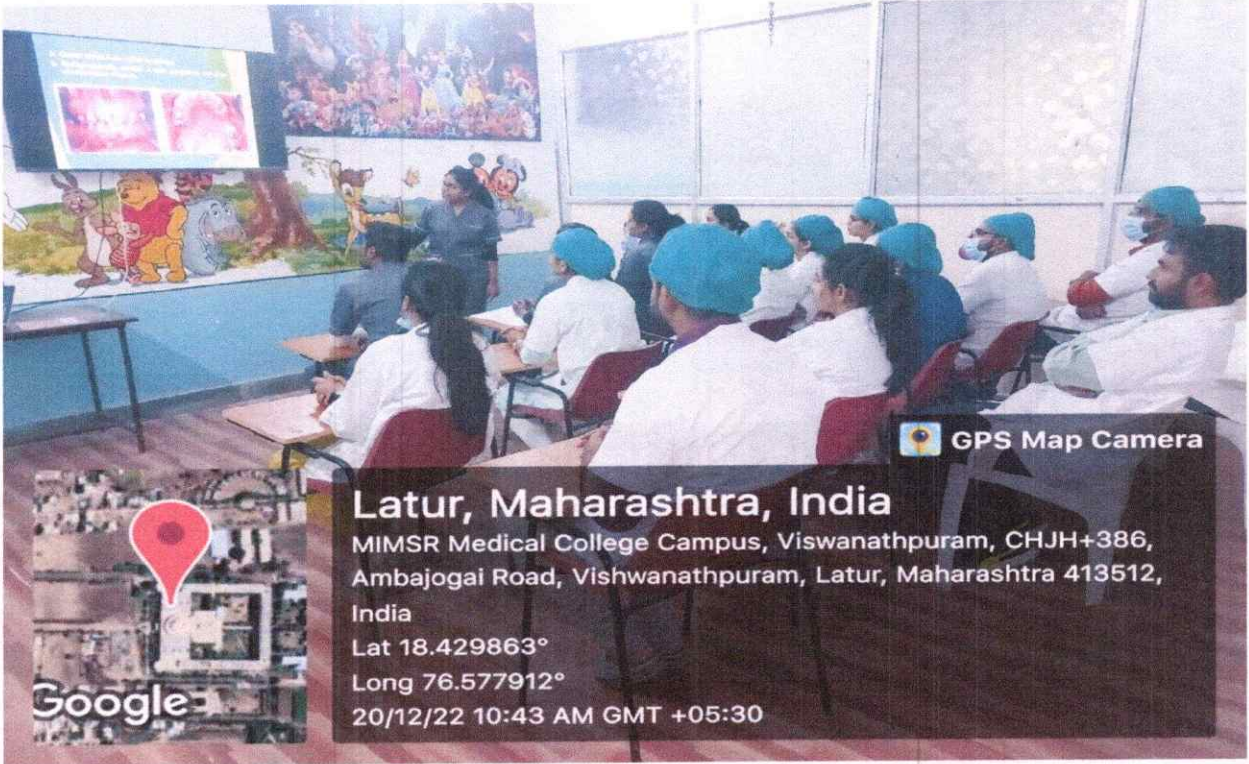 GPS Map Camera
Latur, Maharashtra, India
MIMSR Medical College Campus, Viswanathpuram, CHJH+386,
Ambajogai Road, Vishwanathpuram, Latur, Maharashtra 413512,
India
Lat 18.429863°
Long 76.577912°
20/12/22 10:43 AM GMT +05:30
Google